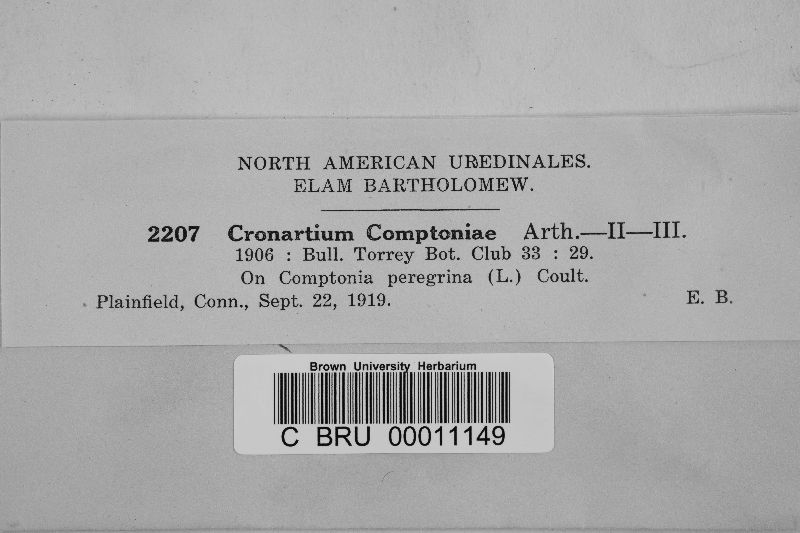 NORTH AMERICAN UREDINALES.
ELAM BARTHOLOMEW.
2207 Cronartium Comptoniae Arth.—II—III.
1906 : Bull. Torrey Bot. Club 33 : 29.
On Comptonia peregrina (L.) Coult.
Plainfield, Conn., Sept. 22, 1919. E. B.
Brown University Herbarium
C BRU 00011149